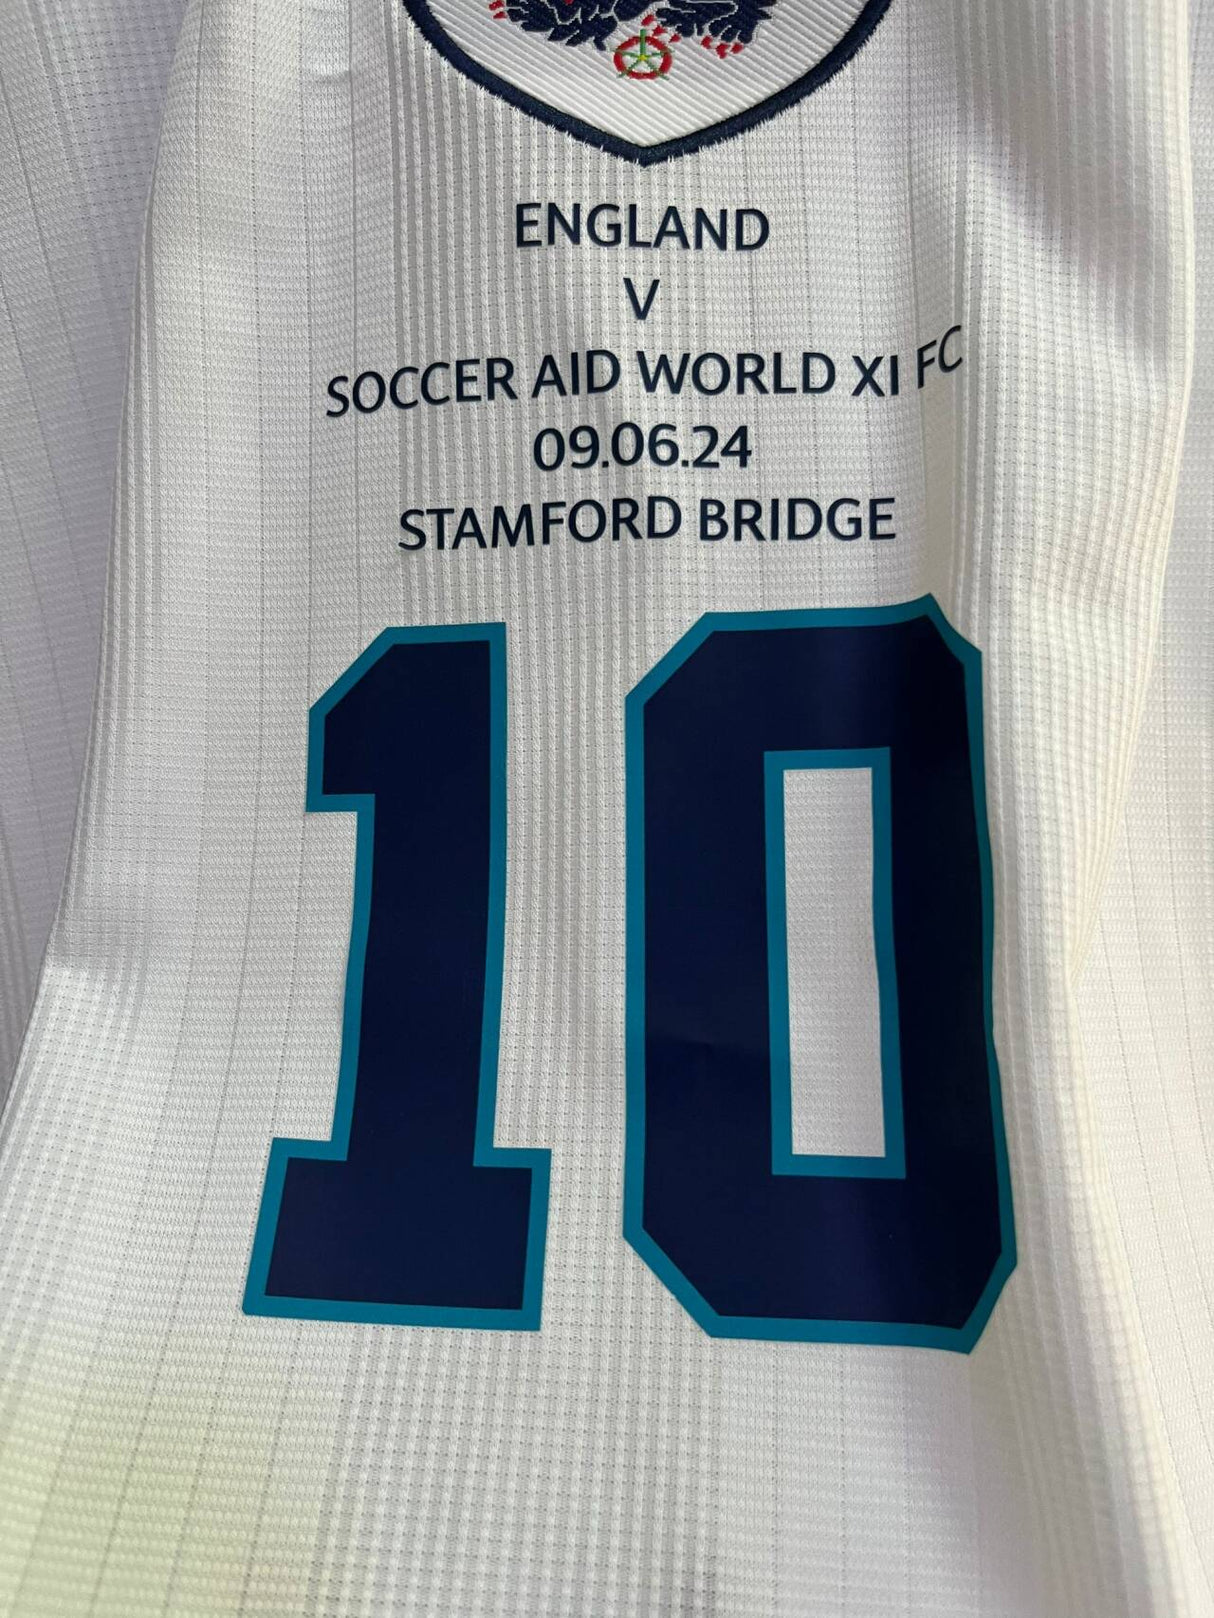 ENGLAND
V
SOCCER AID WORLD XI FC
09.06.24
STAMFORD BRIDGE
10